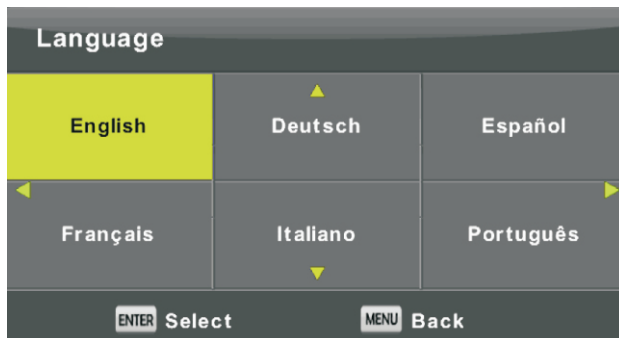 Language
English Deutsch Español
Français Italiano Português
ENTER Select MENU Back